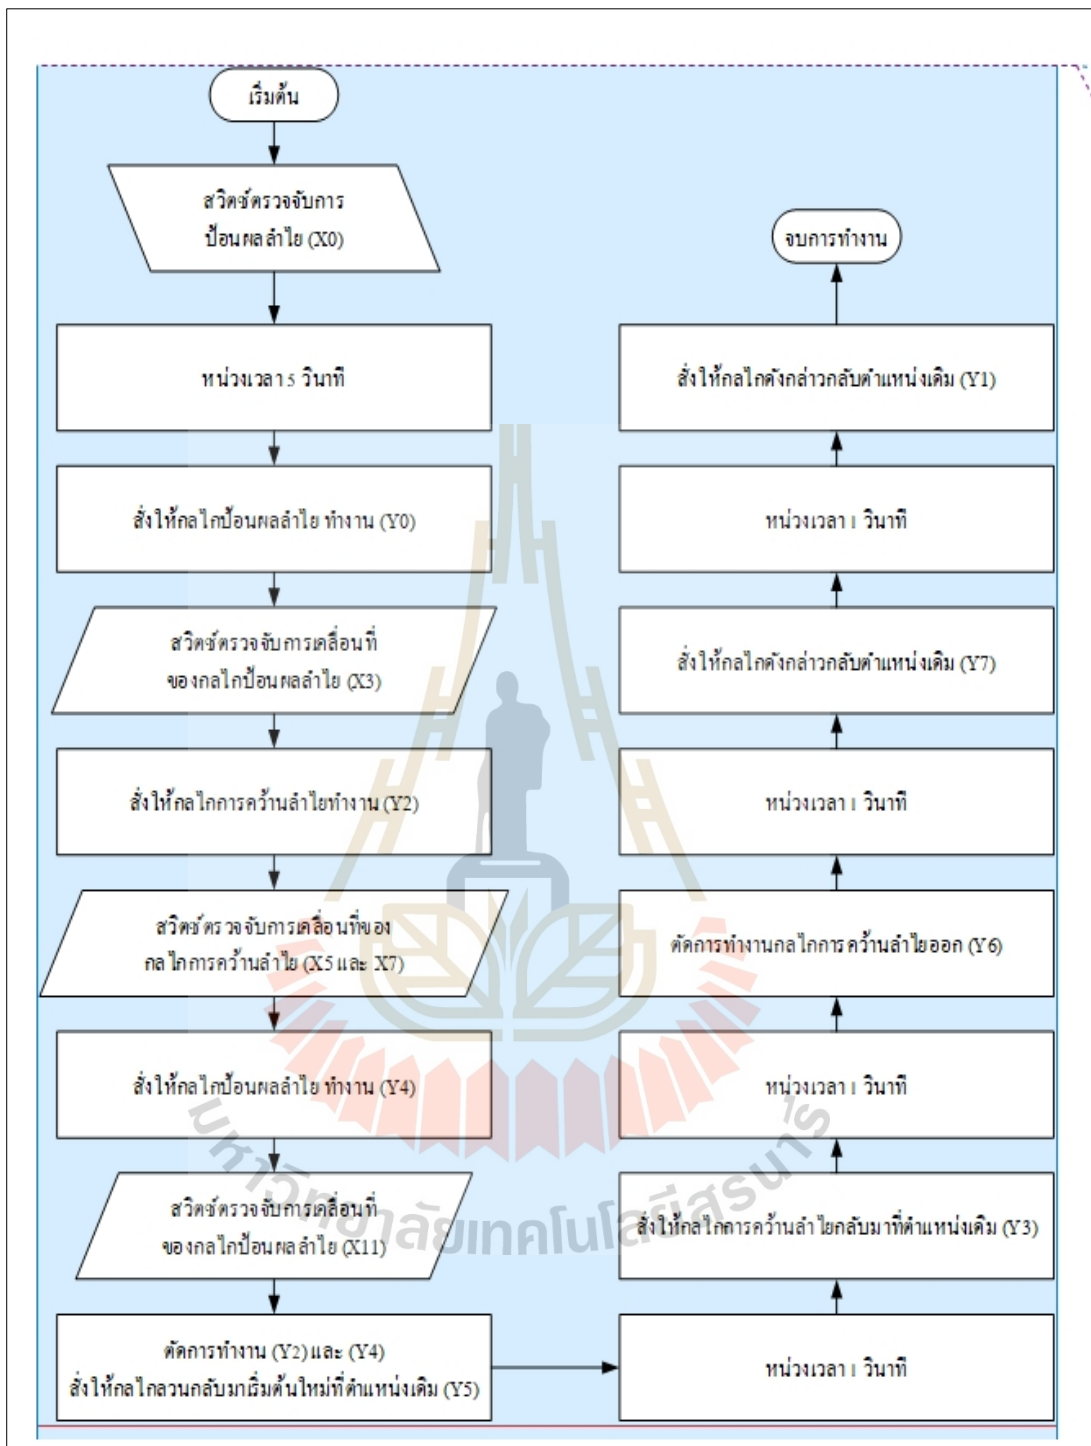 เริ่มต้น
สวิตซ์ตรวจจับการ
ป้อนผลลำไย (X0)
หน่วงเวลา 5 วินาที
สั่งให้กลไกป้อนผลลำไย ทำงาน (Y0)
สวิตซ์ตรวจจับการเคลื่อนที่
ของกลไกป้อนผลลำไย (X3)
สั่งให้กลไกการคว้านลำไยทำงาน (Y2)
สวิตซ์ตรวจจับการเคลื่อนที่ของ
กลไกการคว้านลำไย (X5 และ X7)
สั่งให้กลไกป้อนผลลำไย ทำงาน (Y4)
สวิตซ์ตรวจจับการเคลื่อนที่
ของกลไกป้อนผลลำไย (X11)
ตัดการทำงาน (Y2) และ (Y4)
สั่งให้กลไกลวนกลับมาเริ่มต้นใหม่ที่ตำแหน่งเดิม (Y5)
หน่วงเวลา 1 วินาที
สั่งให้กลไกการคว้านลำไยกลับมาที่ตำแหน่งเดิม (Y3)
หน่วงเวลา 1 วินาที
ตัดการทำงานกลไกการคว้านลำไยออก (Y6)
หน่วงเวลา 1 วินาที
สั่งให้กลไกดังกล่าวกลับตำแหน่งเดิม (Y7)
หน่วงเวลา 1 วินาที
สั่งให้กลไกดังกล่าวกลับตำแหน่งเดิม (Y1)
จบการทำงาน
มหาวิทยาลัยเทคโนโลยีสุรนารี